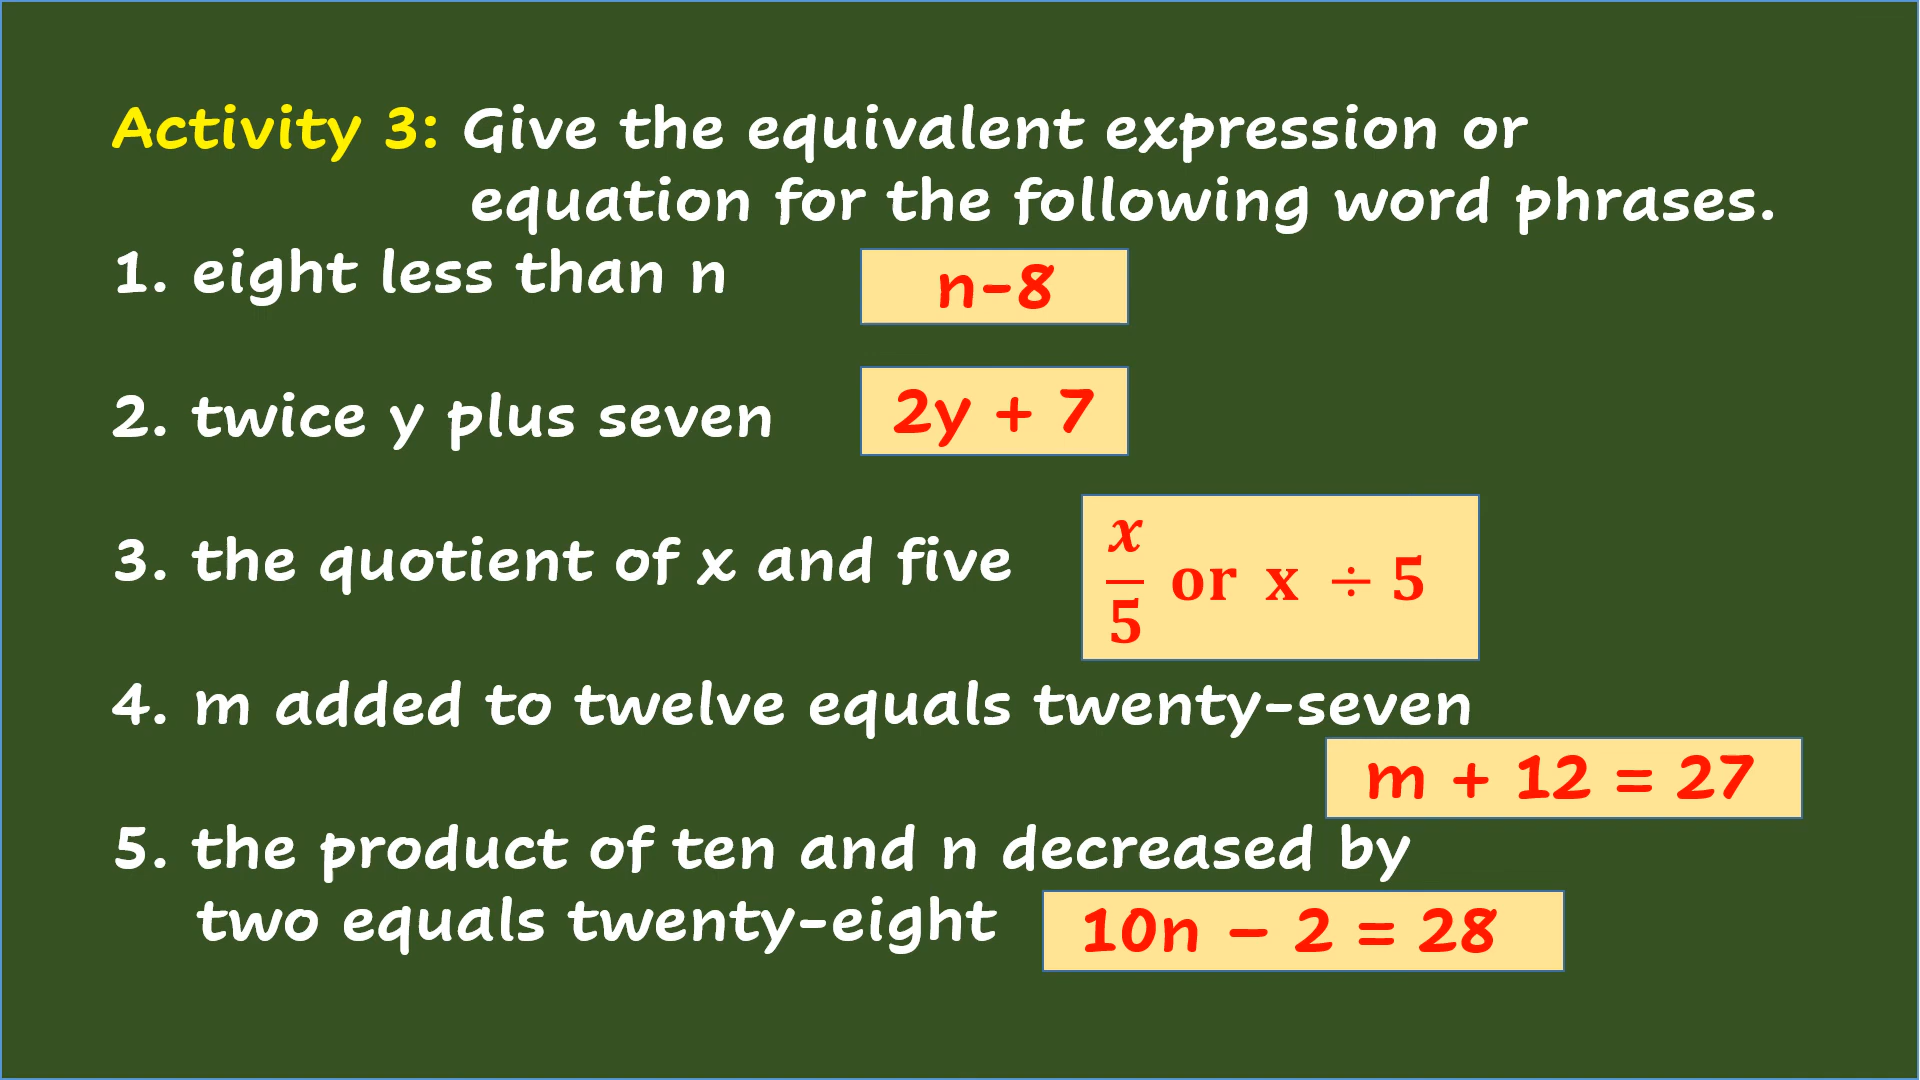 Activity 3: Give the equivalent expression or
equation for the following word phrases.
1. eight less than n
n-8
2. twice y plus seven
2y + 7
3. the quotient of x and five
x/5 or x ÷ 5
4. m added to twelve equals twenty-seven
m + 12 = 27
5. the product of ten and n decreased by
two equals twenty-eight
10n – 2 = 28